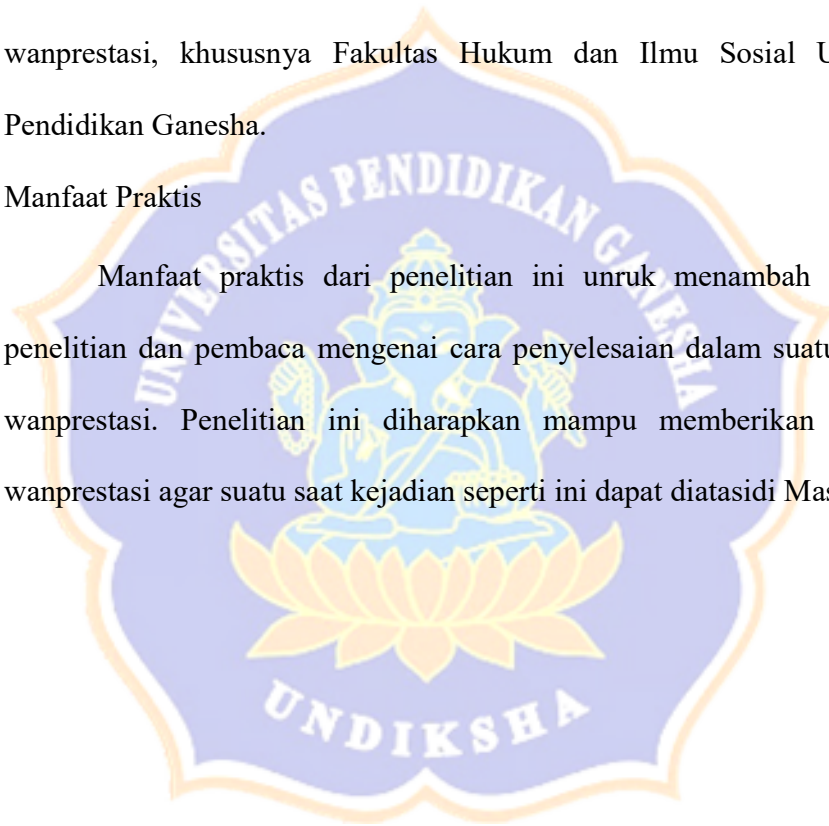 wanprestasi, khususnya Fakultas Hukum dan Ilmu Sosial U
Pendidikan Ganesha.
Manfaat Praktis
Manfaat praktis dari penelitian ini unruk menambah
penelitian dan pembaca mengenai cara penyelesaian dalam suatu
wanprestasi. Penelitian ini diharapkan mampu memberikan
wanprestasi agar suatu saat kejadian seperti ini dapat diatasidi Mas
UNIVERSITAS PENDIDIKAN GANESHA
UNDIKSHA